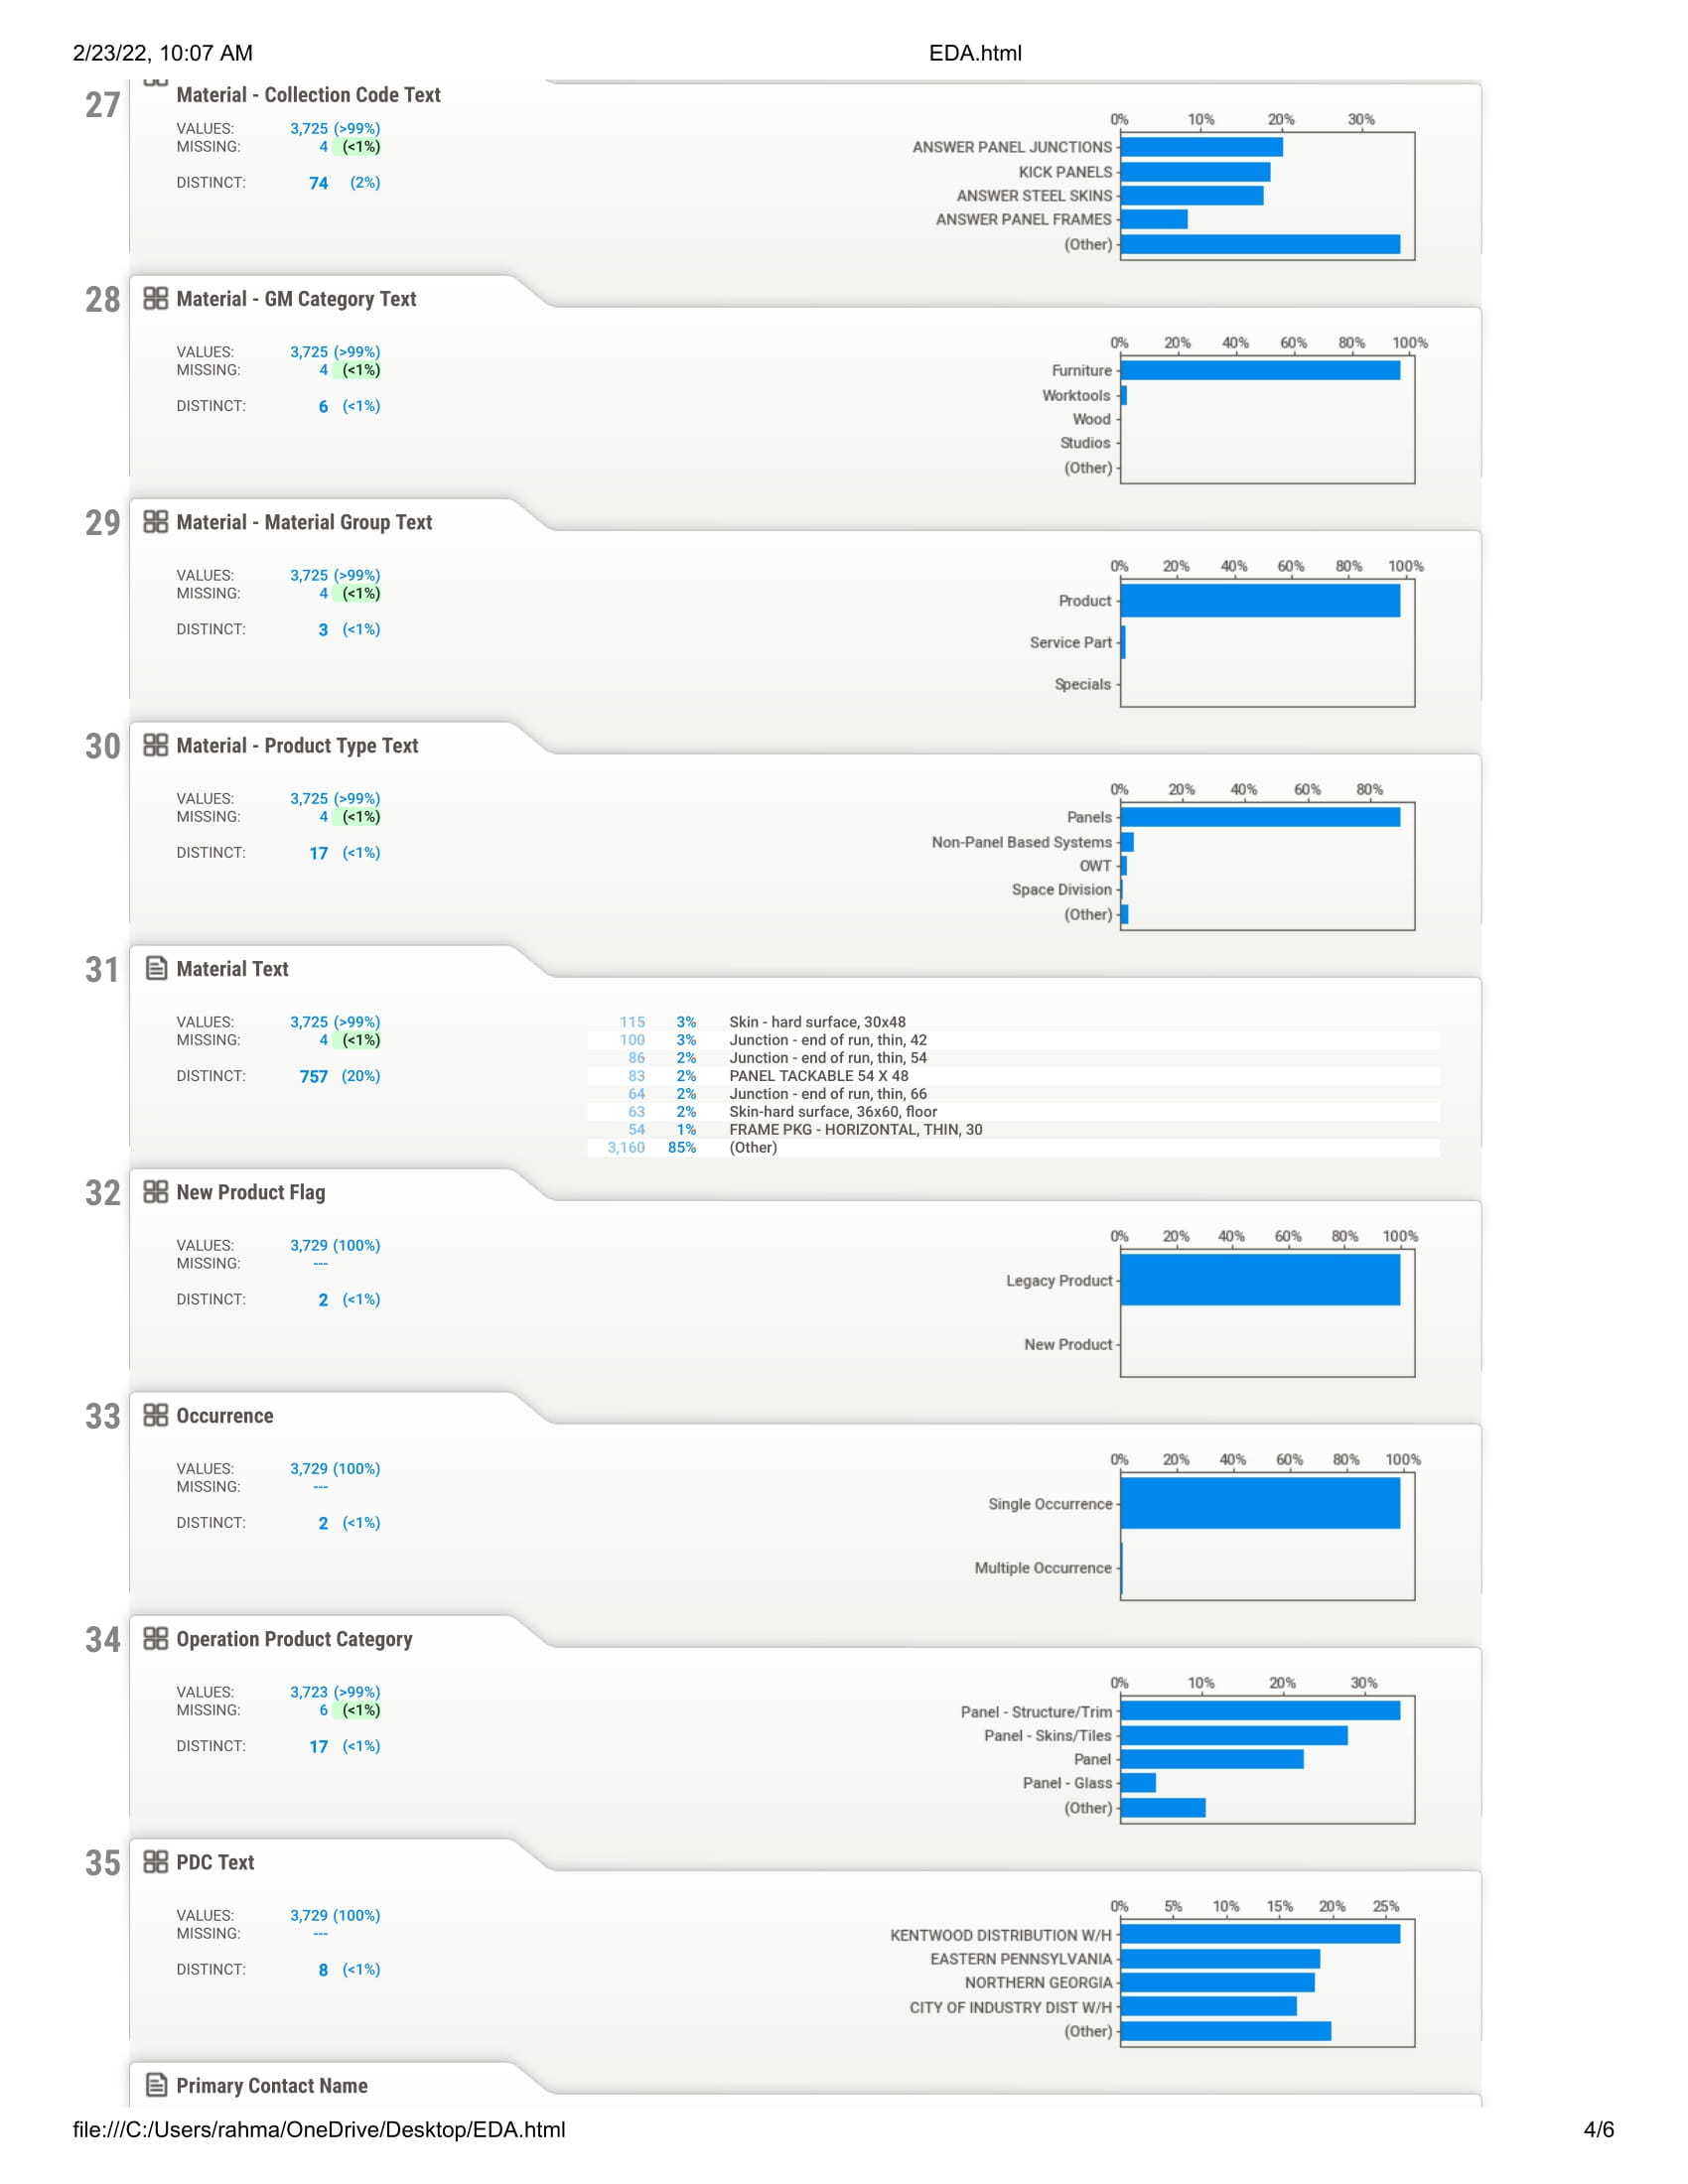 2/23/22, 10:07 AM EDA.html
27 Material - Collection Code Text
VALUES: 3,725 (>99%)
MISSING: 4 (<1%)
DISTINCT: 74 (2%)
0% 10% 20% 30%
ANSWER PANEL JUNCTIONS
KICK PANELS
ANSWER STEEL SKINS
ANSWER PANEL FRAMES
(Other)
28 Material - GM Category Text
VALUES: 3,725 (>99%)
MISSING: 4 (<1%)
DISTINCT: 6 (<1%)
0% 20% 40% 60% 80% 100%
Furniture
Worktools
Wood
Studios
(Other)
29 Material - Material Group Text
VALUES: 3,725 (>99%)
MISSING: 4 (<1%)
DISTINCT: 3 (<1%)
0% 20% 40% 60% 80% 100%
Product
Service Part
Specials
30 Material - Product Type Text
VALUES: 3,725 (>99%)
MISSING: 4 (<1%)
DISTINCT: 17 (<1%)
0% 20% 40% 60% 80%
Panels
Non-Panel Based Systems
OWT
Space Division
(Other)
31 Material Text
VALUES: 3,725 (>99%)
MISSING: 4 (<1%)
DISTINCT: 757 (20%)
115 3% Skin - hard surface, 30x48
100 3% Junction - end of run, thin, 42
86 2% Junction - end of run, thin, 54
83 2% PANEL TACKABLE 54 X 48
64 2% Junction - end of run, thin, 66
63 2% Skin-hard surface, 36x60, floor
54 1% FRAME PKG - HORIZONTAL, THIN, 30
3,160 85% (Other)
32 New Product Flag
VALUES: 3,729 (100%)
MISSING: ---
DISTINCT: 2 (<1%)
0% 20% 40% 60% 80% 100%
Legacy Product
New Product
33 Occurrence
VALUES: 3,729 (100%)
MISSING: ---
DISTINCT: 2 (<1%)
0% 20% 40% 60% 80% 100%
Single Occurrence
Multiple Occurrence
34 Operation Product Category
VALUES: 3,723 (>99%)
MISSING: 6 (<1%)
DISTINCT: 17 (<1%)
0% 10% 20% 30%
Panel - Structure/Trim
Panel - Skins/Tiles
Panel
Panel - Glass
(Other)
35 PDC Text
VALUES: 3,729 (100%)
MISSING: ---
DISTINCT: 8 (<1%)
0% 5% 10% 15% 20% 25%
KENTWOOD DISTRIBUTION W/H
EASTERN PENNSYLVANIA
NORTHERN GEORGIA
CITY OF INDUSTRY DIST W/H
(Other)
Primary Contact Name
file:///C:/Users/rahma/OneDrive/Desktop/EDA.html 4/6